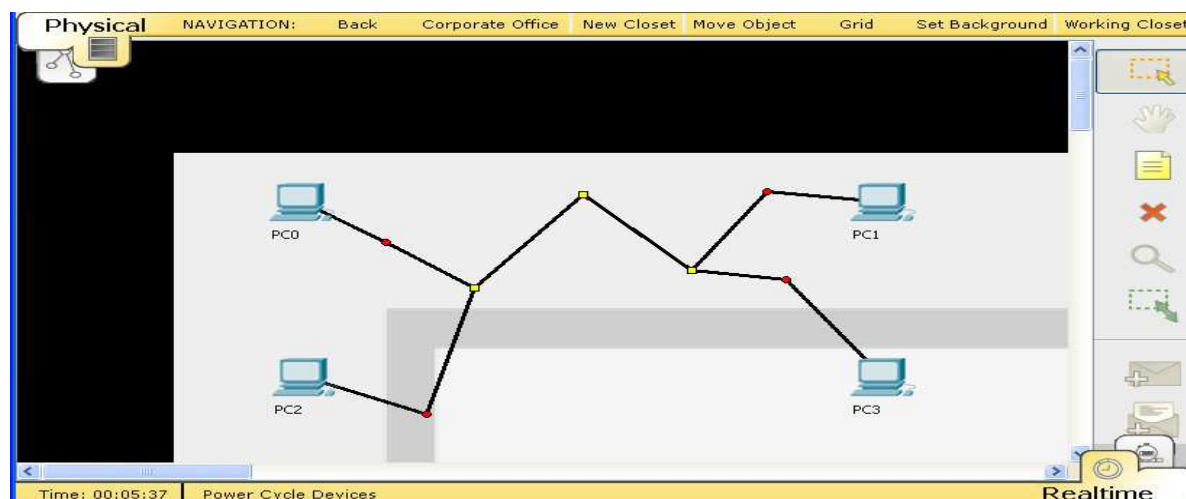 Physical NAVIGATION: Back Corporate Office New Closet Move Object Grid Set Background Working Closet
PC0 PC1
PC2 PC3
Time: 00:05:37 Power Cycle Devices Realtime